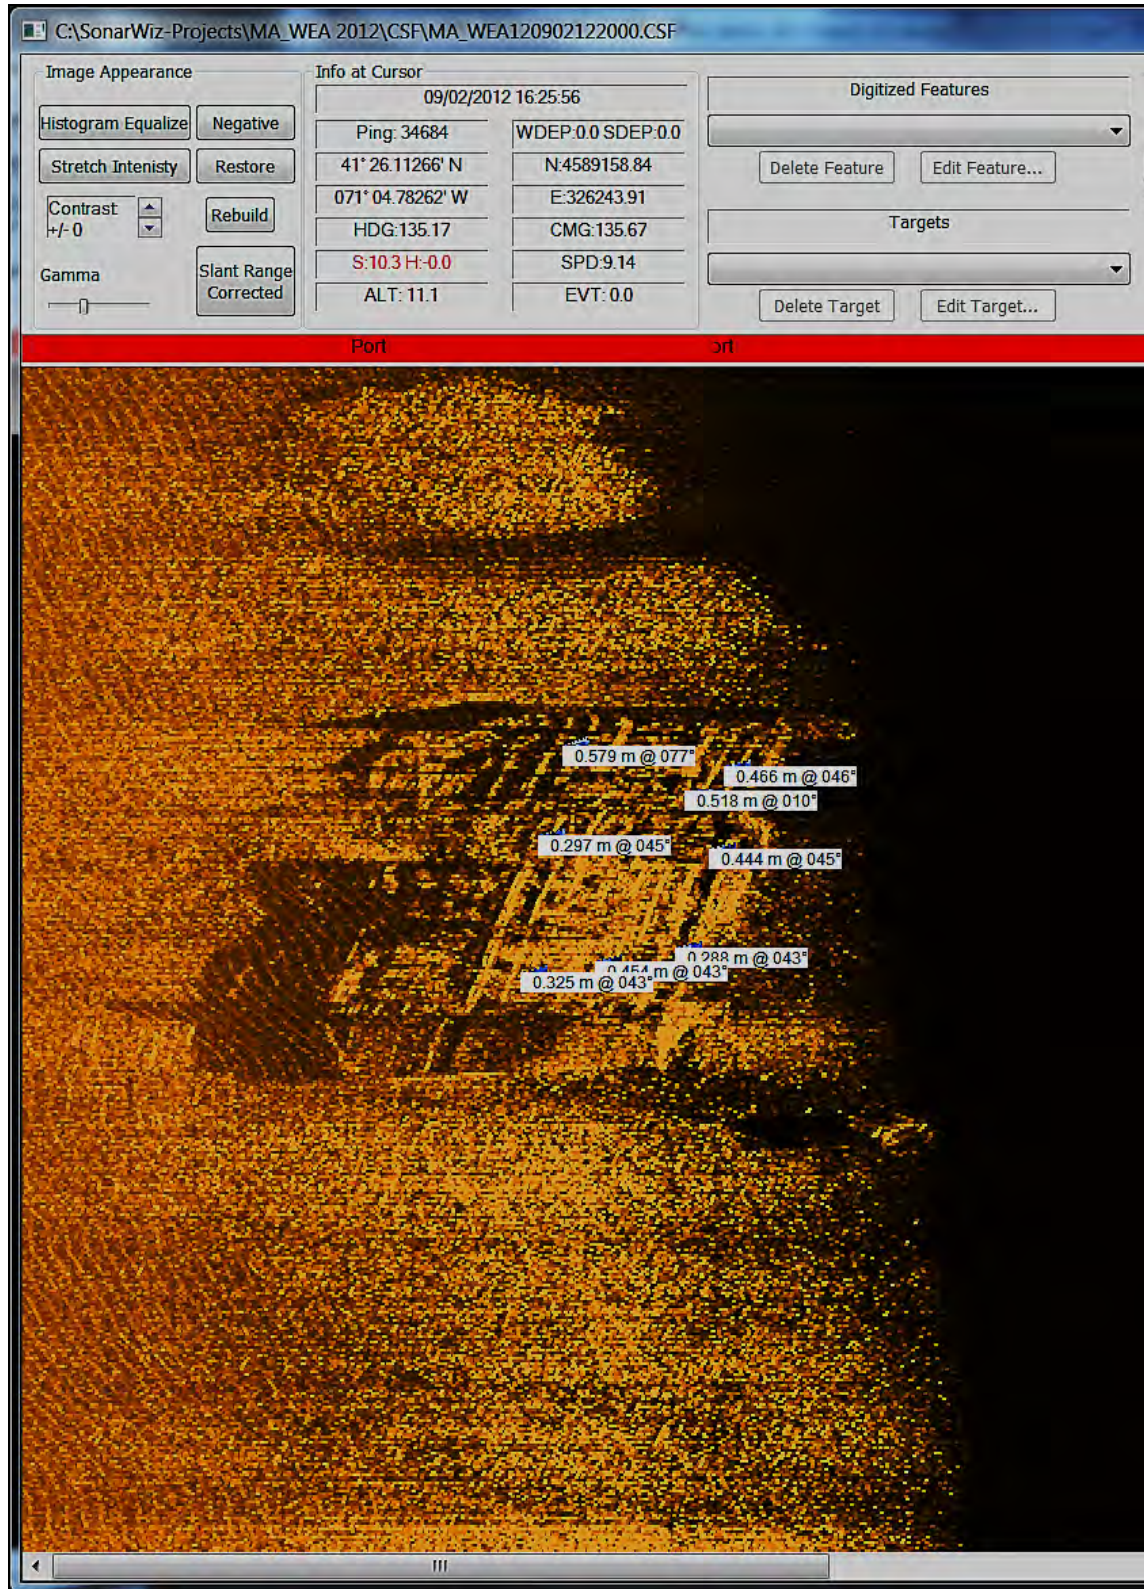 C:\SonarWiz-Projects\MA_WEA 2012\CSF\MA_WEA120902122000.CSF
Image Appearance
Histogram Equalize
Negative
Stretch Intenisty
Restore
Contrast
+/- 0
Rebuild
Gamma
Slant Range
Corrected
Info at Cursor
09/02/2012 16:25:56
Ping: 34684
WDEP:0.0 SDEP:0.0
41° 26.11266' N
N:4589158.84
071° 04.78262' W
E:326243.91
HDG:135.17
CMG:135.67
S:10.3 H:-0.0
SPD:9.14
ALT: 11.1
EVT: 0.0
Digitized Features
Delete Feature
Edit Feature...
Targets
Delete Target
Edit Target...
Port
ort
0.579 m @ 077°
0.466 m @ 046°
0.518 m @ 010°
0.297 m @ 045°
0.444 m @ 045°
0.288 m @ 043°
0.454 m @ 043°
0.325 m @ 043°